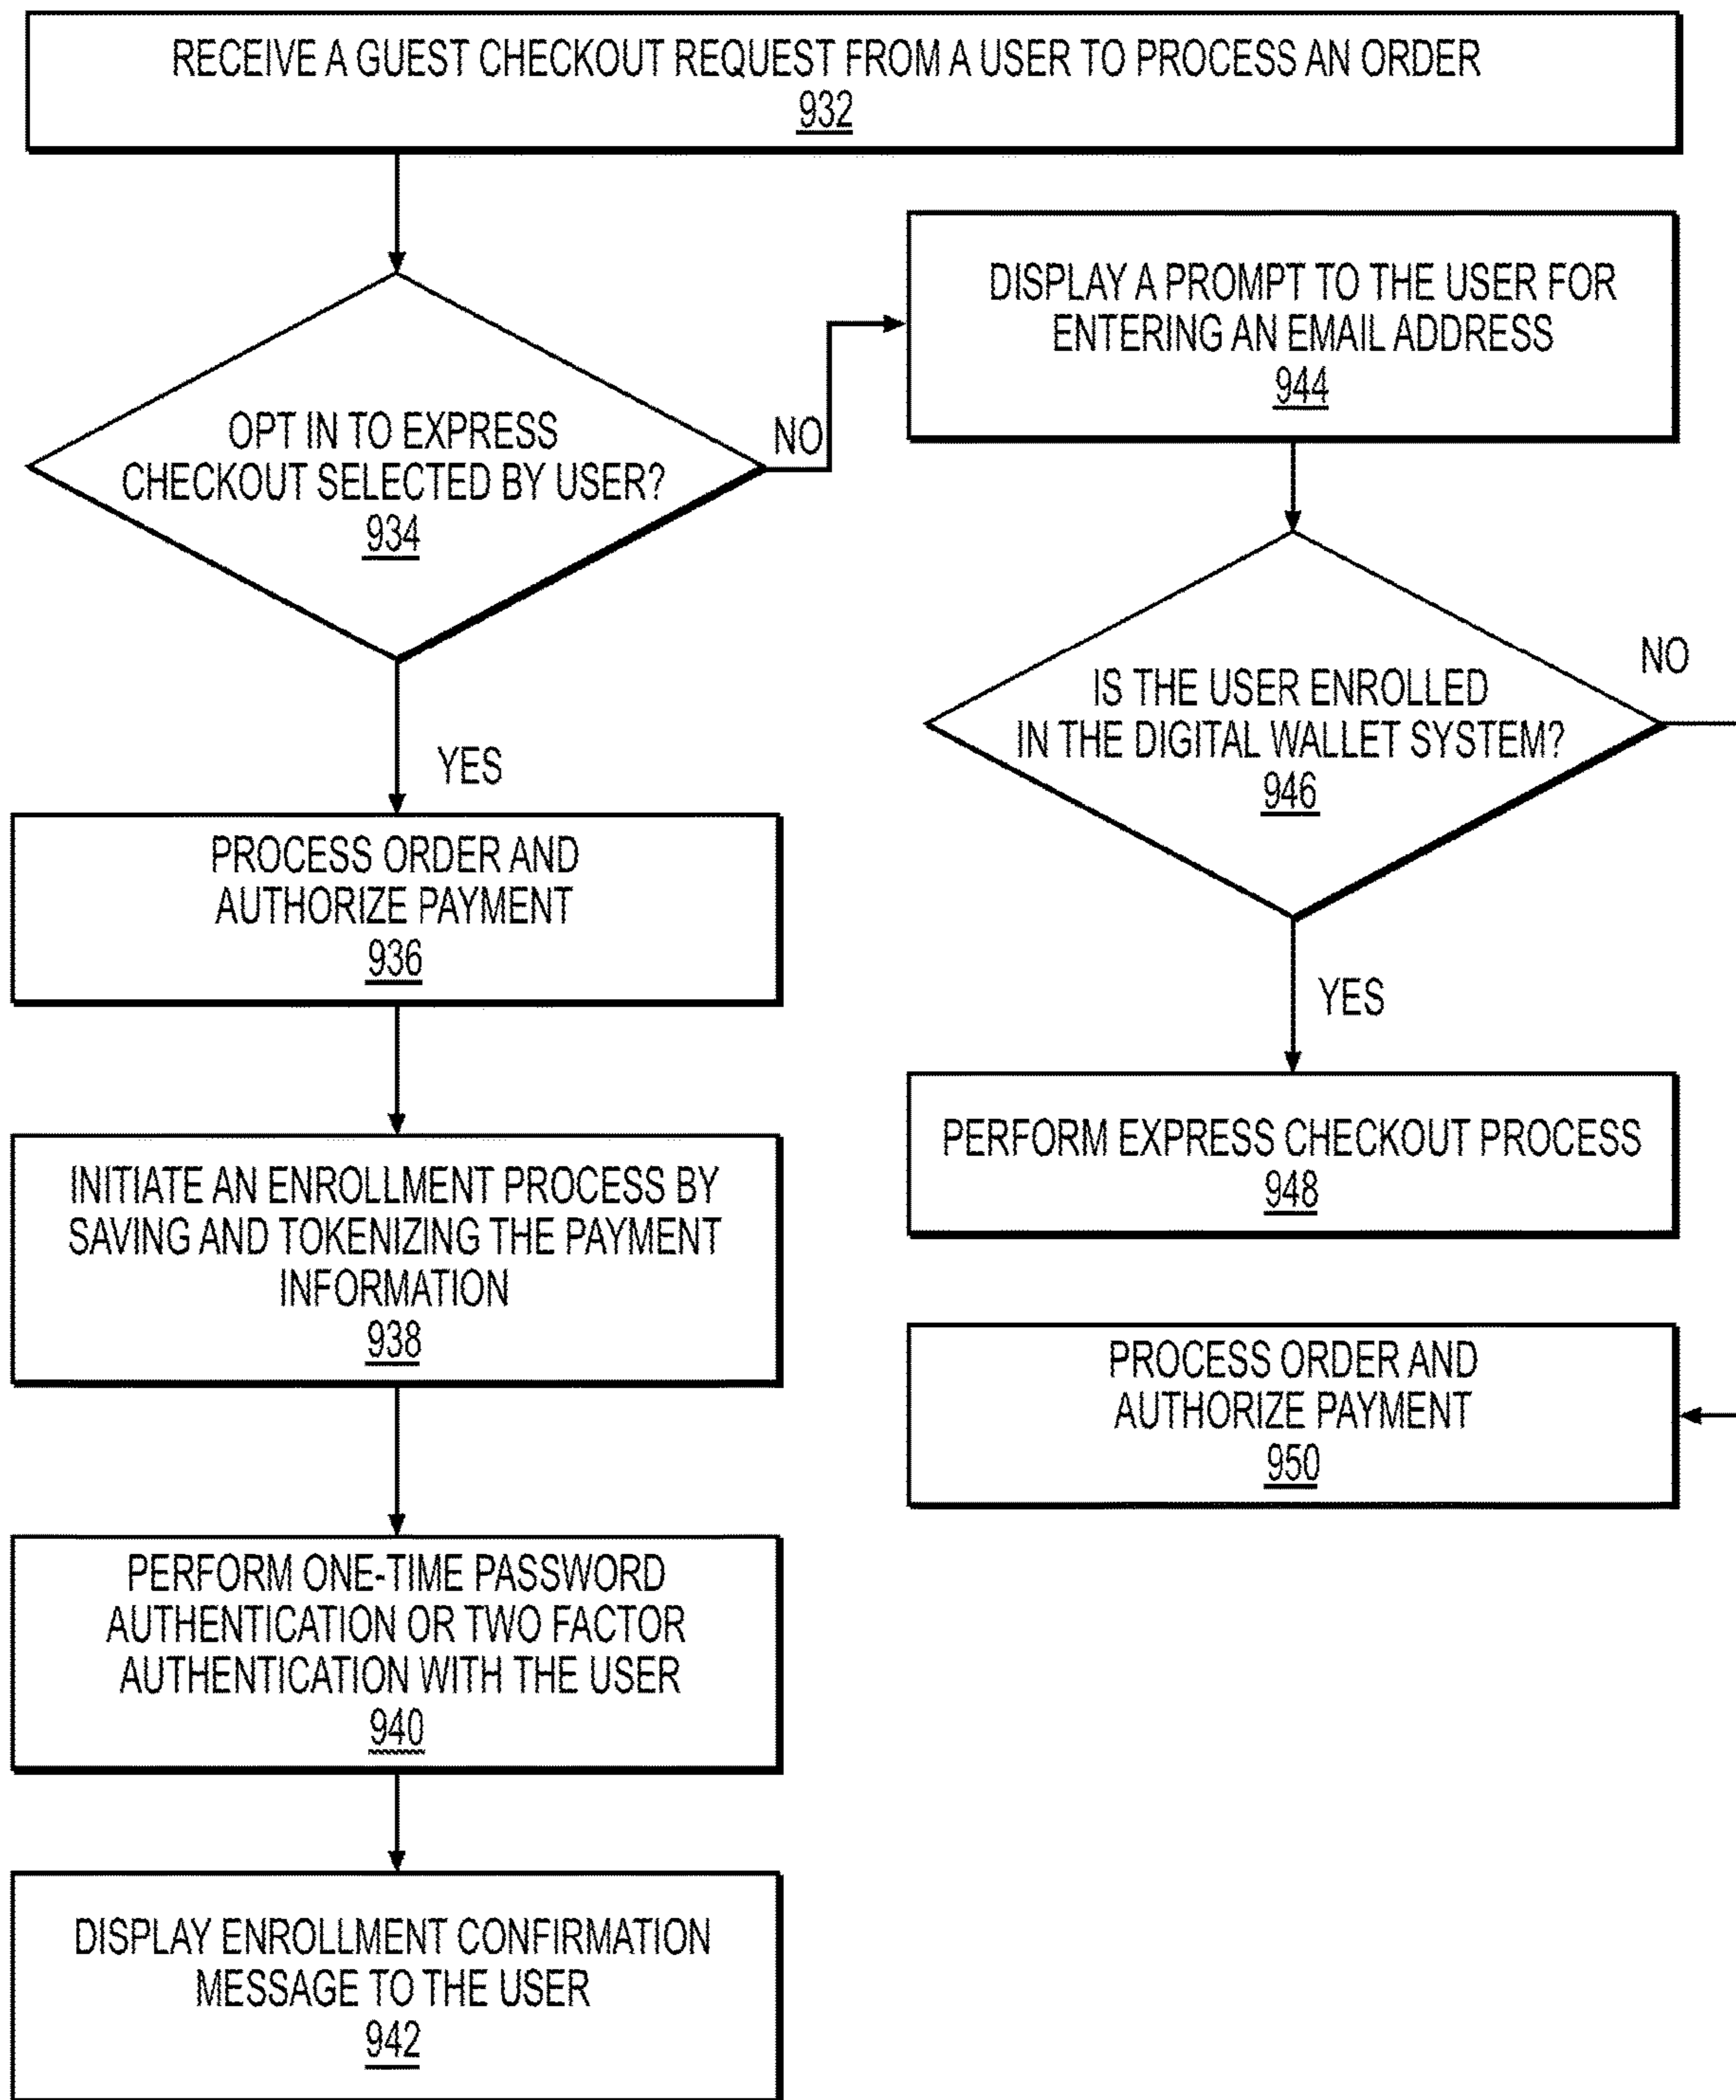 RECEIVE A GUEST CHECKOUT REQUEST FROM A USER TO PROCESS AN ORDER
932
OPT IN TO EXPRESS
CHECKOUT SELECTED BY USER?
934
NO
YES
PROCESS ORDER AND
AUTHORIZE PAYMENT
936
INITIATE AN ENROLLMENT PROCESS BY
SAVING AND TOKENIZING THE PAYMENT
INFORMATION
938
PERFORM ONE-TIME PASSWORD
AUTHENTICATION OR TWO FACTOR
AUTHENTICATION WITH THE USER
940
DISPLAY ENROLLMENT CONFIRMATION
MESSAGE TO THE USER
942
DISPLAY A PROMPT TO THE USER FOR
ENTERING AN EMAIL ADDRESS
944
IS THE USER ENROLLED
IN THE DIGITAL WALLET SYSTEM?
946
NO
YES
PERFORM EXPRESS CHECKOUT PROCESS
948
PROCESS ORDER AND
AUTHORIZE PAYMENT
950